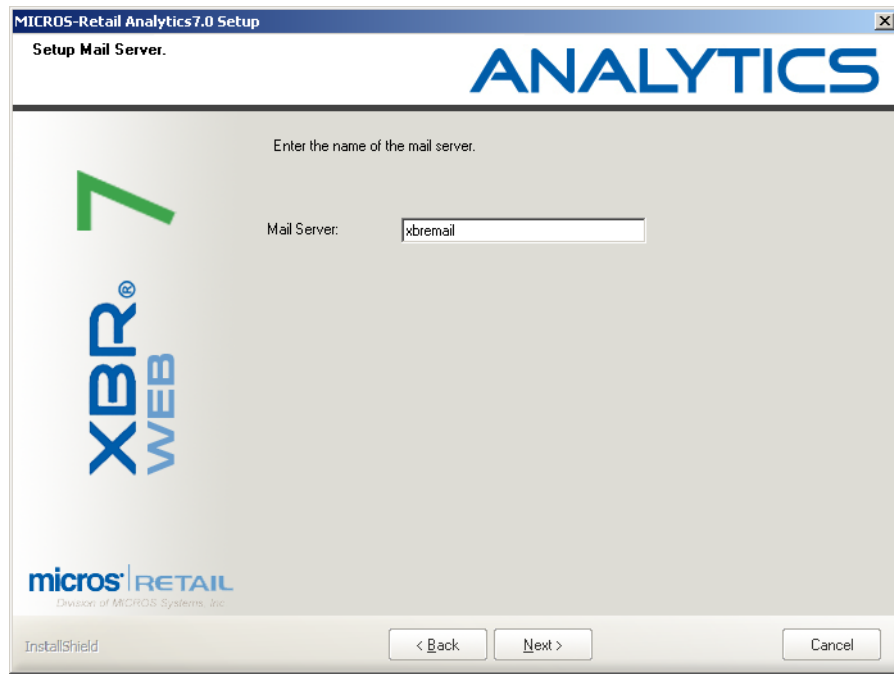 MICROS-Retail Analytics7.0 Setup
Setup Mail Server.
ANALYTICS
Enter the name of the mail server.
Mail Server:
xbremail
7
XBR®
WEB
micros® RETAIL
Division of MICROS Systems, Inc.
InstallShield
< Back
Next >
Cancel